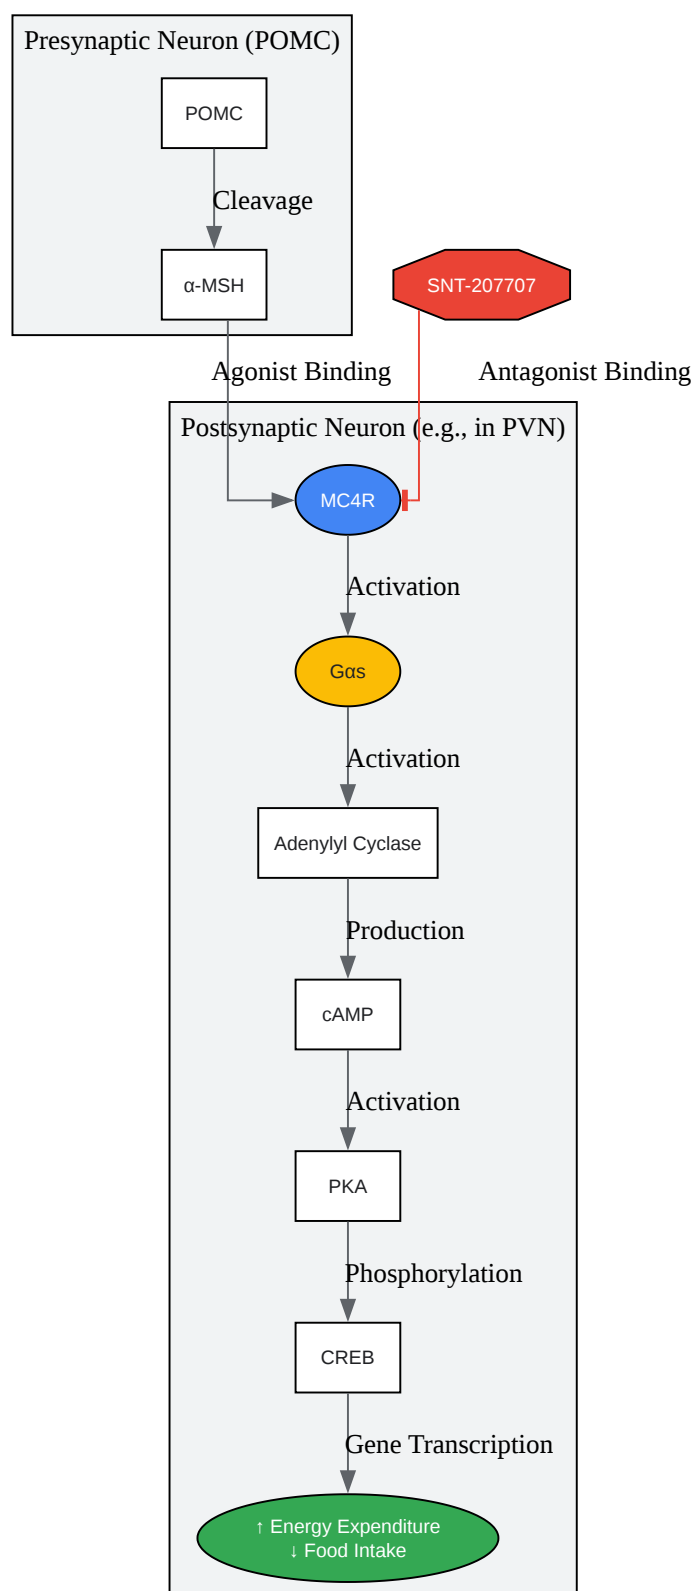 Presynaptic Neuron (POMC)
POMC
Cleavage
α-MSH
SNT-207707
Agonist Binding
Antagonist Binding
Postsynaptic Neuron (e.g., in PVN)
MC4R
Activation
Gαs
Activation
Adenylyl Cyclase
Production
cAMP
Activation
PKA
Phosphorylation
CREB
Gene Transcription
↑ Energy Expenditure
↓ Food Intake